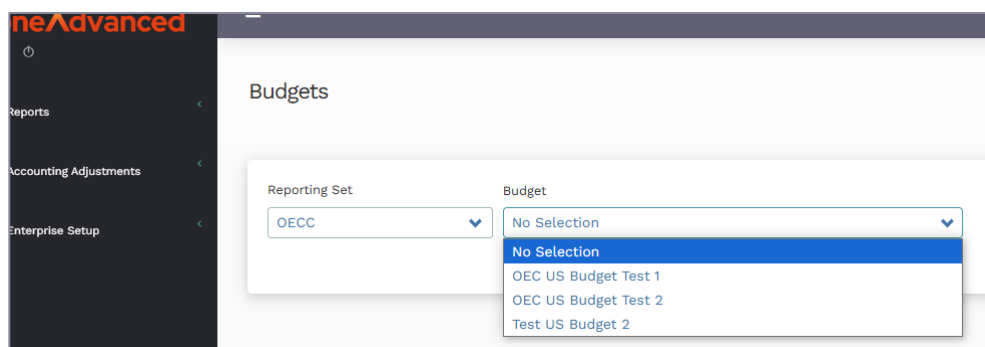 neAdvanced
Reports
Accounting Adjustments
Enterprise Setup
Budgets
Reporting Set
OECC
Budget
No Selection
No Selection
OEC US Budget Test 1
OEC US Budget Test 2
Test US Budget 2